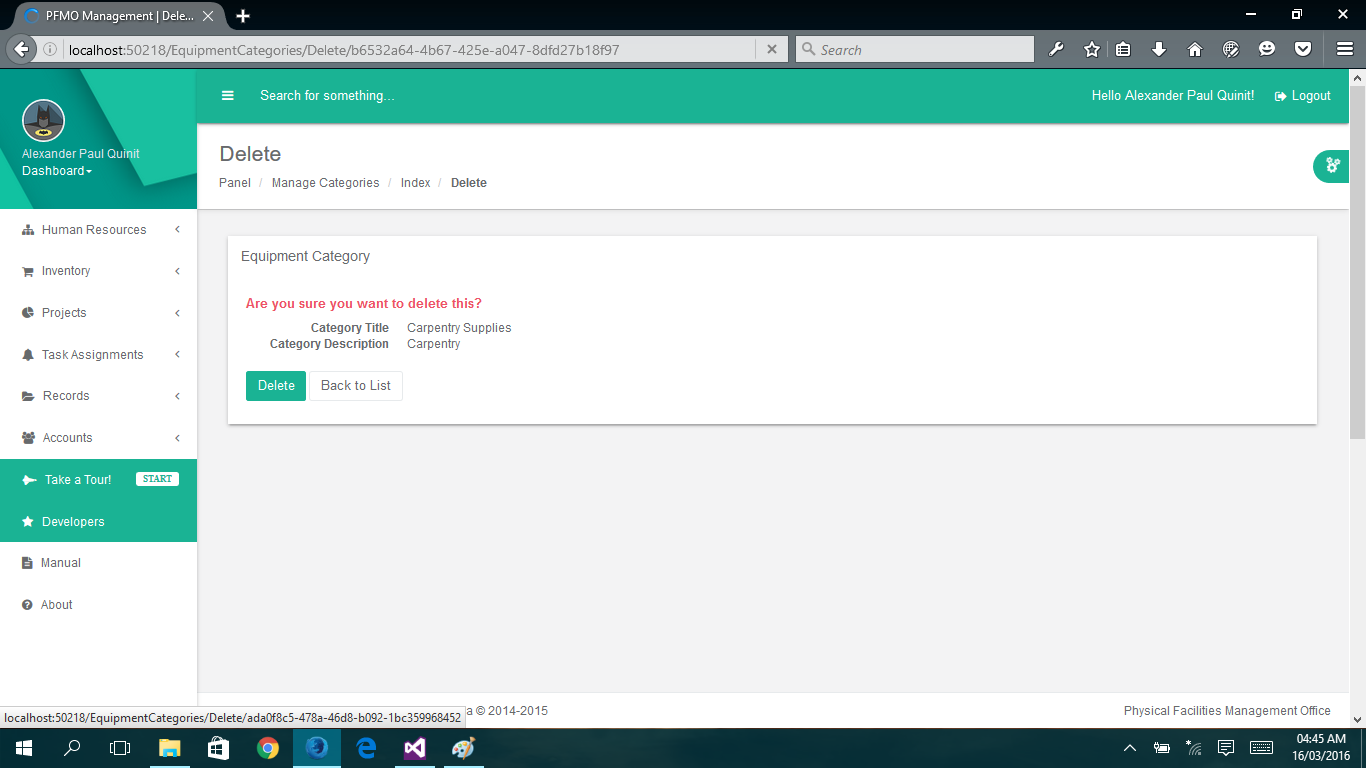 PFMO Management | Dele...
localhost:50218/EquipmentCategories/Delete/b6532a64-4b67-425e-a047-8dfd27b18f97
Search
Search for something...
Hello Alexander Paul Quinit!
Logout
Alexander Paul Quinit
Dashboard
Delete
Panel / Manage Categories / Index / Delete
Human Resources
Inventory
Projects
Task Assignments
Records
Accounts
Take a Tour!
START
Developers
Manual
About
Equipment Category
Are you sure you want to delete this?
Category Title Carpentry Supplies
Category Description Carpentry
Delete
Back to List
localhost:50218/EquipmentCategories/Delete/ada0f8c5-478a-46d8-b092-1bc359968452
a © 2014-2015
Physical Facilities Management Office
04:45 AM
16/03/2016